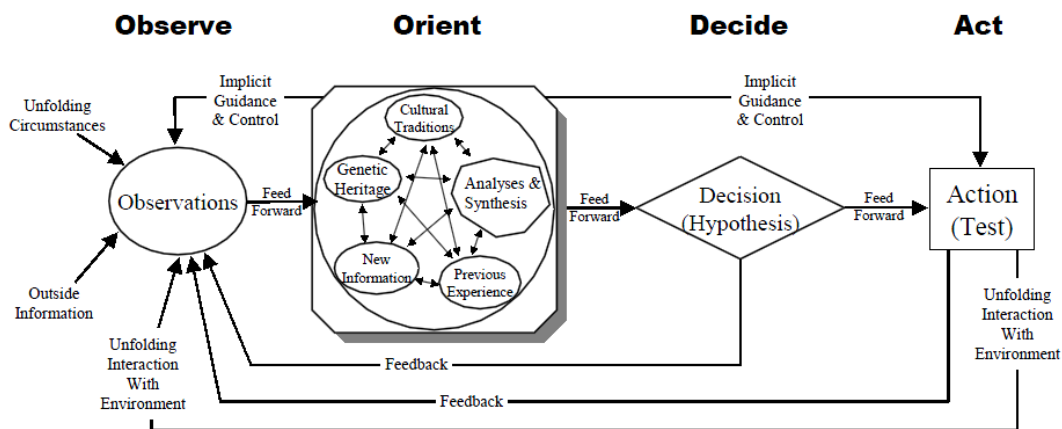 Observe
Orient
Decide
Act
Implicit
Guidance
& Control
Implicit
Guidance
& Control
Unfolding
Circumstances
Cultural
Traditions
Genetic
Heritage
Analyses &
Synthesis
New
Information
Previous
Experience
Observations
Feed
Forward
Feed
Forward
Decision
(Hypothesis)
Feed
Forward
Action
(Test)
Outside
Information
Unfolding
Interaction
With
Environment
Feedback
Feedback
Unfolding
Interaction
With
Environment